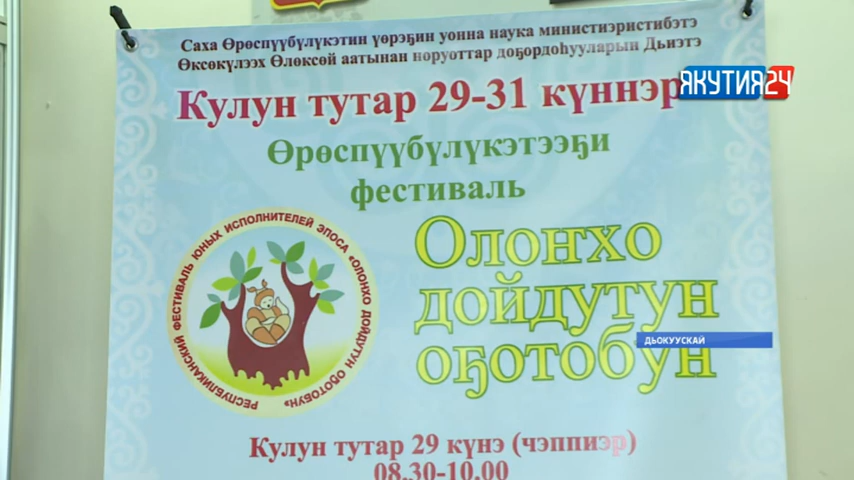 Саха Өрөспүүбүлүкэтин үөрэҕин уонна наука министиэристибэтэ
Өксөкүлээх Өлөксөй аатынан норуоттар доҕордоһууларын Дьиэтэ
ЯКУТИЯ24
Кулун тутар 29-31 күннэр
Өрөспүүбүлүкэтээҕи
фестиваль
РЕСПУБЛИКАНСКИЙ ФЕСТИВАЛЬ ЮНЫХ ИСПОЛНИТЕЛЕЙ ЭПОСА «ОЛОНХО ДОЙДУТУН ОҔОТОБУН»
Олоҥхо
дойдутун
оҕотобун
ДЬОКУУСКАЙ
Кулун тутар 29 күнэ (чэппиэр)
08.30-10.00